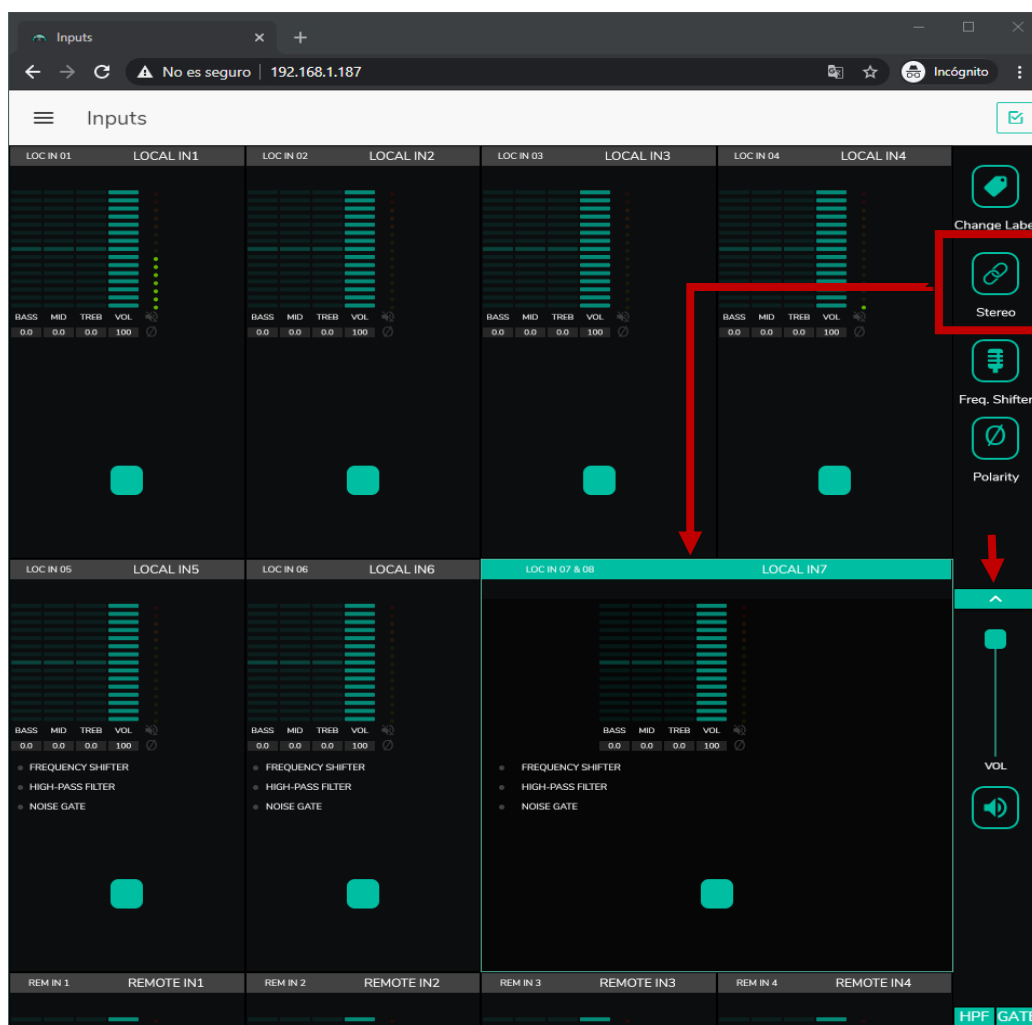 Inputs
No es seguro 192.168.1.187 Incógnito
Inputs
LOC IN 01 LOCAL IN1 LOC IN 02 LOCAL IN2 LOC IN 03 LOCAL IN3 LOC IN 04 LOCAL IN4
Change Labe
Stereo
BASS MID TREB VOL BASS MID TREB VOL BASS MID TREB VOL BASS MID TREB VOL
0.0 0.0 0.0 100 0.0 0.0 0.0 100 0.0 0.0 0.0 100 0.0 0.0 0.0 100
Freq. Shifter
Polarity
LOC IN 05 LOCAL IN5 LOC IN 06 LOCAL IN6 LOC IN 07 & 08 LOCAL IN7
BASS MID TREB VOL BASS MID TREB VOL BASS MID TREB VOL
0.0 0.0 0.0 100 0.0 0.0 0.0 100 0.0 0.0 0.0 100
FREQUENCY SHIFTER FREQUENCY SHIFTER FREQUENCY SHIFTER VOL
HIGH-PASS FILTER HIGH-PASS FILTER HIGH-PASS FILTER
NOISE GATE NOISE GATE NOISE GATE
REM IN 1 REMOTE IN1 REM IN 2 REMOTE IN2 REM IN 3 REMOTE IN3 REM IN 4 REMOTE IN4
HPF GATE